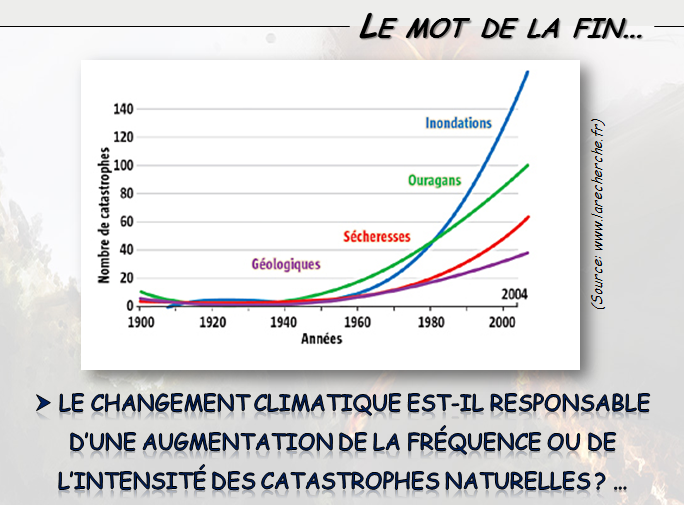 LE MOT DE LA FIN...
Nombre de catastrophes
140
120
100
80
60
40
20
0
Inondations
Ouragans
Sécheresses
Géologiques
2004
1900 1920 1940 1960 1980 2000
Années
(Source: www.larecherche.fr)
➤ LE CHANGEMENT CLIMATIQUE EST-IL RESPONSABLE
D'UNE AUGMENTATION DE LA FRÉQUENCE OU DE
L'INTENSITÉ DES CATASTROPHES NATURELLES ? ...